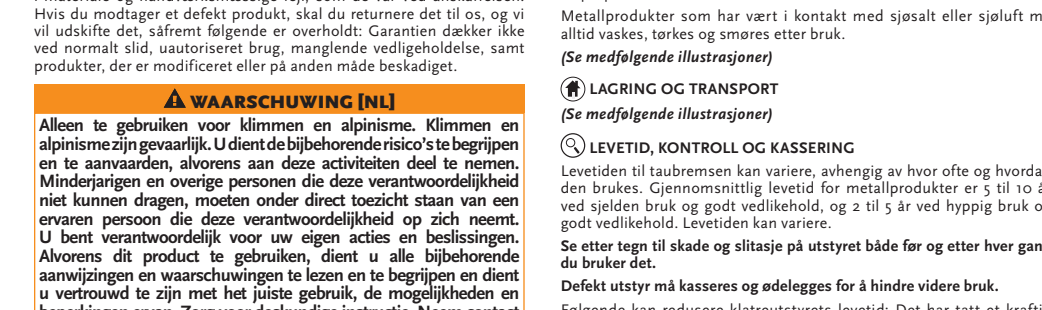 Hvis du modtager et defekt produkt, skal du returnere det til os, og vi
vil udskifte det, såfremt følgende er overholdt: Garantien dækker ikke
ved normalt slid, uautoriseret brug, manglende vedligeholdelse, samt
produkter, der er modificeret eller på anden måde beskadiget.
WAARSCHUWING [NL]
Alleen te gebruiken voor klimmen en alpinisme. Klimmen en
alpinisme zijn gevaarlijk. U dient de bijbehorende risico's te begrijpen
en te aanvaarden, alvorens aan deze activiteiten deel te nemen.
Minderjarigen en overige personen die deze verantwoordelijkheid
niet kunnen dragen, moeten onder direct toezicht staan van een
ervaren persoon die deze verantwoordelijkheid op zich neemt.
U bent verantwoordelijk voor uw eigen acties en beslissingen.
Alvorens dit product te gebruiken, dient u alle bijbehorende
aanwijzingen en waarschuwingen te lezen en te begrijpen en dient
u vertrouwd te zijn met het juiste gebruik, de mogelijkheden en
Metallprodukter som har vært i kontakt med sjøsalt eller sjøluft
alltid vaskes, tørkes og smøres etter bruk.
(Se medfølgende illustrasjoner)
LAGRING OG TRANSPORT
(Se medfølgende illustrasjoner)
LEVETID, KONTROLL OG KASSERING
Levetiden til taubremsen kan variere, avhengig av hvor ofte og
den brukes. Gjennomsnittlig levetid for metallprodukter er 5 til 10
ved sjelden bruk og godt vedlikehold, og 2 til 5 år ved hyppig bruk
godt vedlikehold. Levetiden kan variere.
Se etter tegn til skade og slitasje på utstyret både før og etter hver
du bruker det.
Defekt utstyr må kasseres og ødelegges for å hindre videre bruk.